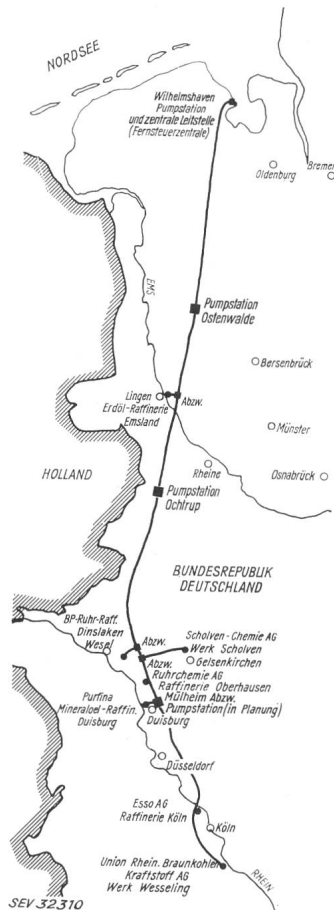 NORDSEE
Wilhelmshaven
Pumpstation
und zentrale Leitstelle
(Fernsteuerzentrale)
Bremen
Oldenburg
EMS
Pumpstation
Ostenwalde
Bersenbrück
Lingen
Abzw.
Erdöl-Raffinerie
Emsland
Münster
HOLLAND
Rheine
Osnabrück
Pumpstation
Ochtrup
BUNDESREPUBLIK
DEUTSCHLAND
BP-Ruhr-Raff.
Dinslaken
Wesel
Abzw.
Abzw.
Scholven-Chemie AG
Werk Scholven
Gelsenkirchen
Ruhrchemie AG
Raffinerie Oberhausen
Purfina
Mineraloel-Raffin.
Duisburg
Mülheim Abzw.
Pumpstation (in Planung)
Duisburg
Düsseldorf
Esso AG
Raffinerie Köln
Köln
Union Rhein. Braunkohlen
Kraftstoff AG
Werk Wesseling
RHEIN
SEV 32310